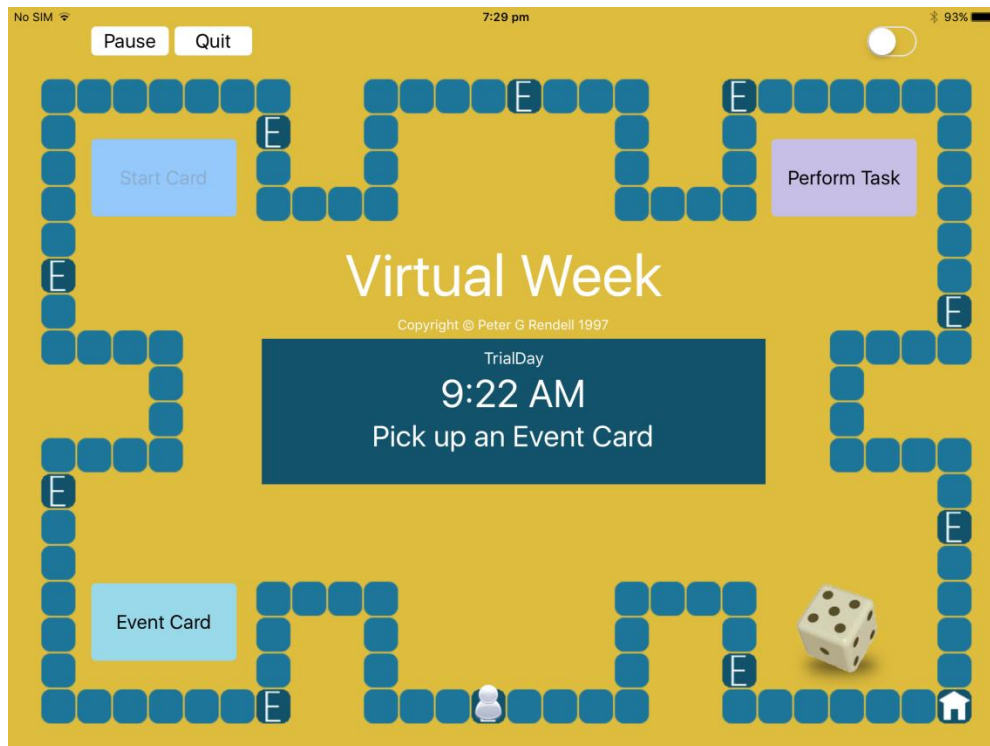 No SIM 7:29 pm 93%
Pause Quit
E E
E
Start Card Perform Task
E
E
Virtual Week
Copyright © Peter G Rendell 1997
TrialDay
9:22 AM
Pick up an Event Card
E
E
Event Card
E
E